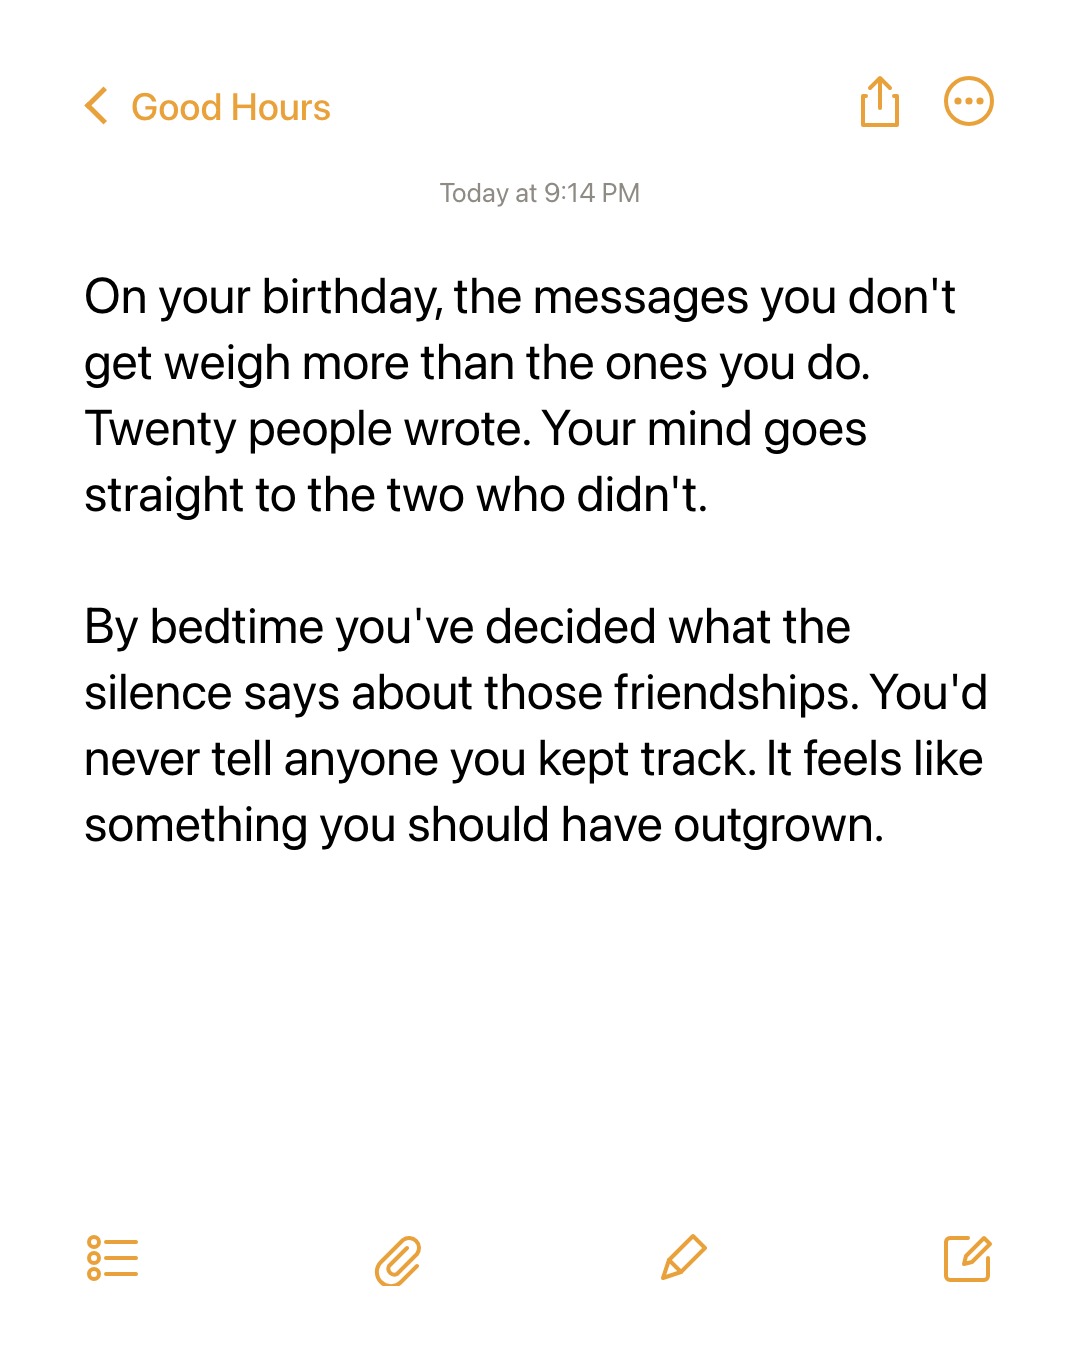 Good Hours
Today at 9:14 PM
On your birthday, the messages you don't
get weigh more than the ones you do.
Twenty people wrote. Your mind goes
straight to the two who didn't.
By bedtime you've decided what the
silence says about those friendships. You'd
never tell anyone you kept track. It feels like
something you should have outgrown.